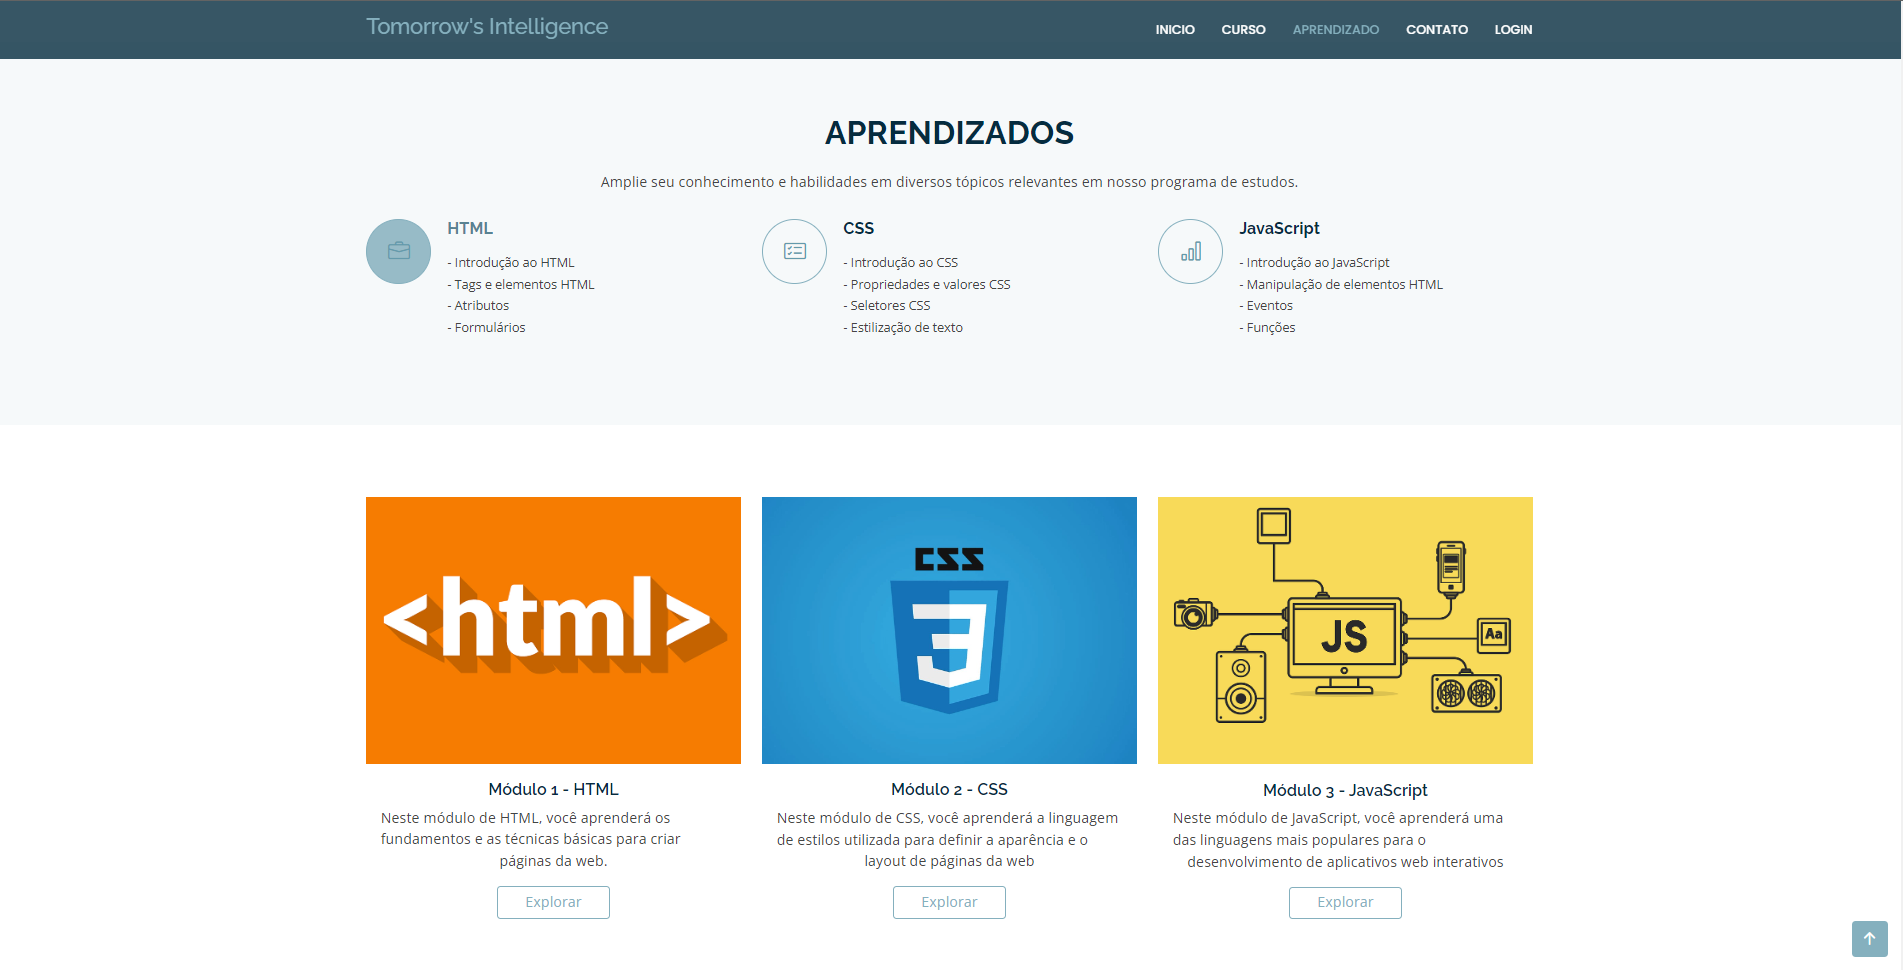 Tomorrow's Intelligence
INICIO CURSO APRENDIZADO CONTATO LOGIN
APRENDIZADOS
Amplie seu conhecimento e habilidades em diversos tópicos relevantes em nosso programa de estudos.
HTML
- Introdução ao HTML
- Tags e elementos HTML
- Atributos
- Formulários
CSS
- Introdução ao CSS
- Propriedades e valores CSS
- Seletores CSS
- Estilização de texto
JavaScript
- Introdução ao JavaScript
- Manipulação de elementos HTML
- Eventos
- Funções
<html>
CSS
3
JS
Aa
Módulo 1 - HTML
Neste módulo de HTML, você aprenderá os
fundamentos e as técnicas básicas para criar
páginas da web.
Explorar
Módulo 2 - CSS
Neste módulo de CSS, você aprenderá a linguagem
de estilos utilizada para definir a aparência e o
layout de páginas da web
Explorar
Módulo 3 - JavaScript
Neste módulo de JavaScript, você aprenderá uma
das linguagens mais populares para o
desenvolvimento de aplicativos web interativos
Explorar